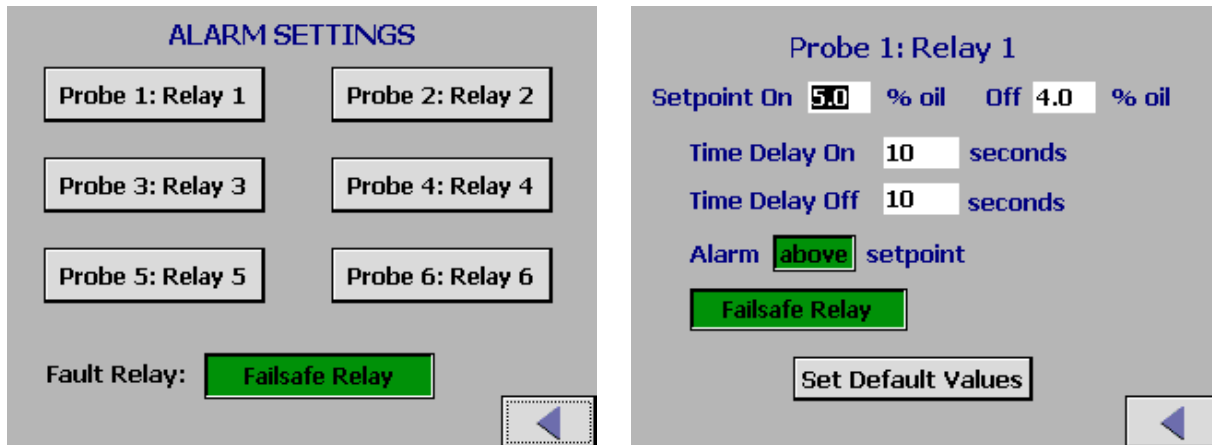 ALARM SETTINGS
Probe 1: Relay 1 Probe 2: Relay 2
Probe 3: Relay 3 Probe 4: Relay 4
Probe 5: Relay 5 Probe 6: Relay 6
Fault Relay: Failsafe Relay
Probe 1: Relay 1
Setpoint On 5.0 % oil Off 4.0 % oil
Time Delay On 10 seconds
Time Delay Off 10 seconds
Alarm above setpoint
Failsafe Relay
Set Default Values